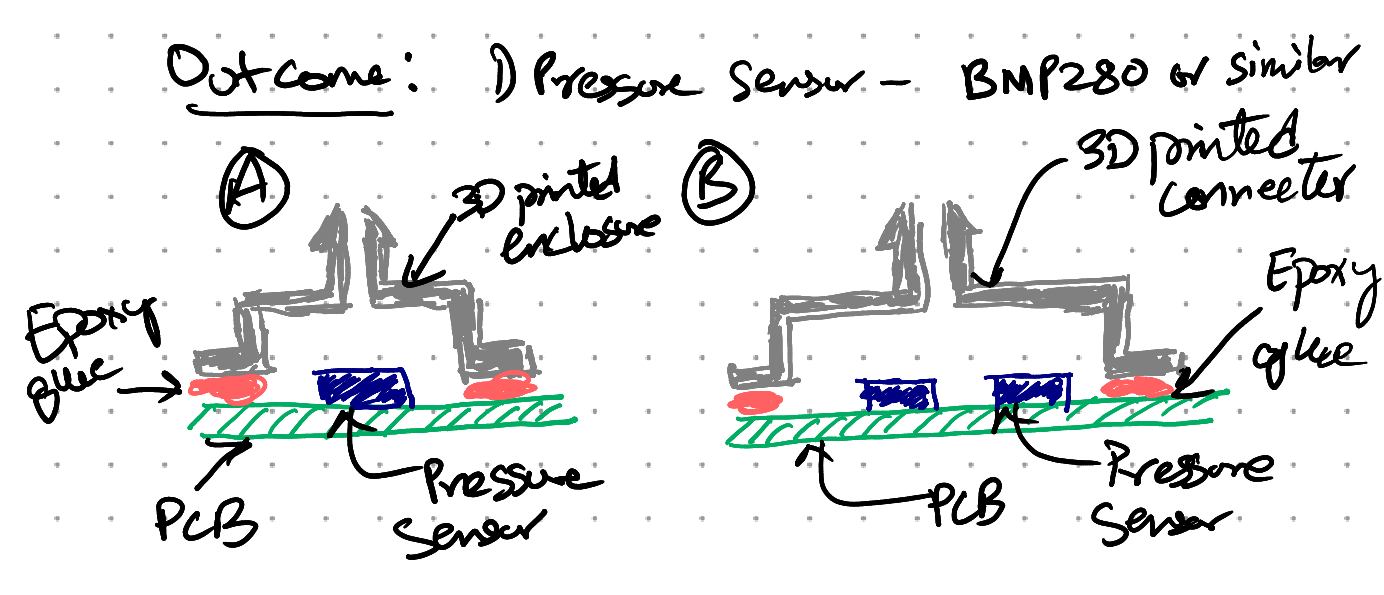 Outcome: 1) Pressure Sensor - BMP280 or similar
A
3D printed
enclosure
Epoxy
glue
PCB
Pressure
Sensor
B
3D printed
connecter
Epoxy
glue
PCB
Pressure
Sensor